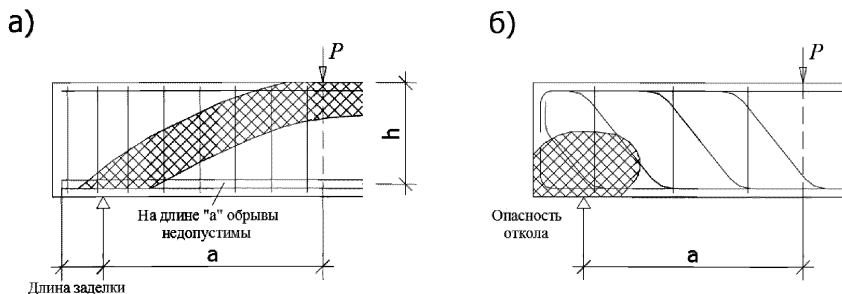 а)
P
h
На длине "а" обрывы
недопустимы
а
Длина заделки
б)
P
Опасность
откола
а